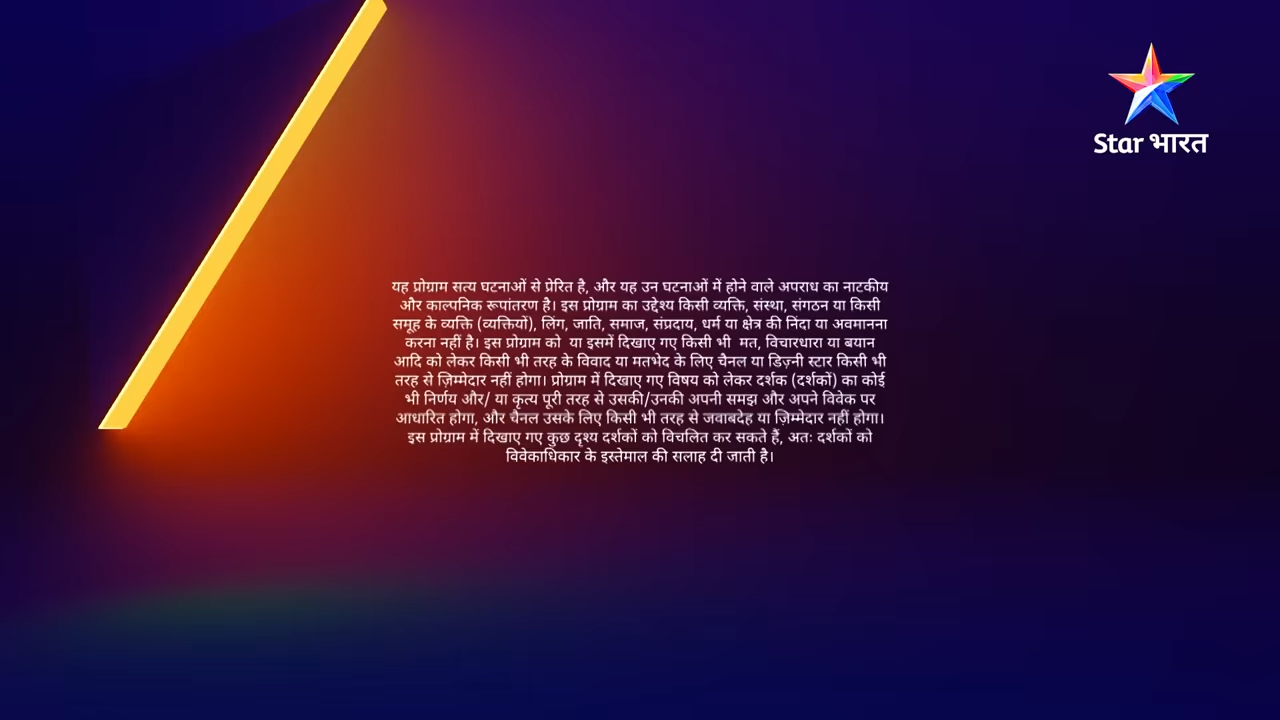 Star भारत
यह प्रोग्राम सत्य घटनाओं से प्रेरित है, और यह उन घटनाओं में होने वाले अपराध का नाटकीय
और काल्पनिक रूपांतरण है। इस प्रोग्राम का उद्देश्य किसी व्यक्ति, संस्था, संगठन या किसी
समूह के व्यक्ति (व्यक्तियों), लिंग, जाति, समाज, संप्रदाय, धर्म या क्षेत्र की निंदा या अवमानना
करना नहीं है। इस प्रोग्राम को या इसमें दिखाए गए किसी भी मत, विचारधारा या बयान
आदि को लेकर किसी भी तरह के विवाद या मतभेद के लिए चैनल या डिज़्नी स्टार किसी भी
तरह से ज़िम्मेदार नहीं होगा। प्रोग्राम में दिखाए गए विषय को लेकर दर्शक (दर्शकों) का कोई
भी निर्णय और/ या कृत्य पूरी तरह से उसकी/उनकी अपनी समझ और अपने विवेक पर
आधारित होगा, और चैनल उसके लिए किसी भी तरह से जवाबदेह या ज़िम्मेदार नहीं होगा।
इस प्रोग्राम में दिखाए गए कुछ दृश्य दर्शकों को विचलित कर सकते हैं, अतः दर्शकों को
विवेकाधिकार के इस्तेमाल की सलाह दी जाती है।